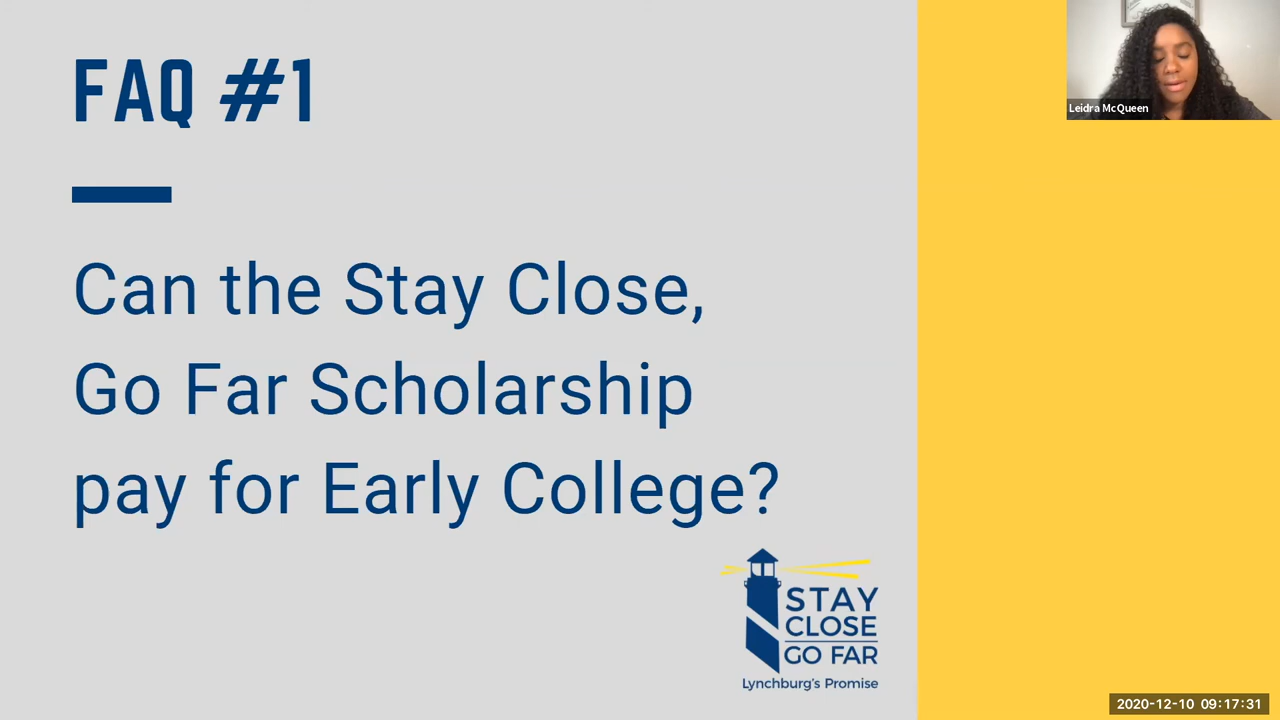 FAQ #1
Leidra McQueen
Can the Stay Close,
Go Far Scholarship
pay for Early College?
STAY
CLOSE
GO FAR
Lynchburg's Promise
2020-12-10 09:17:31